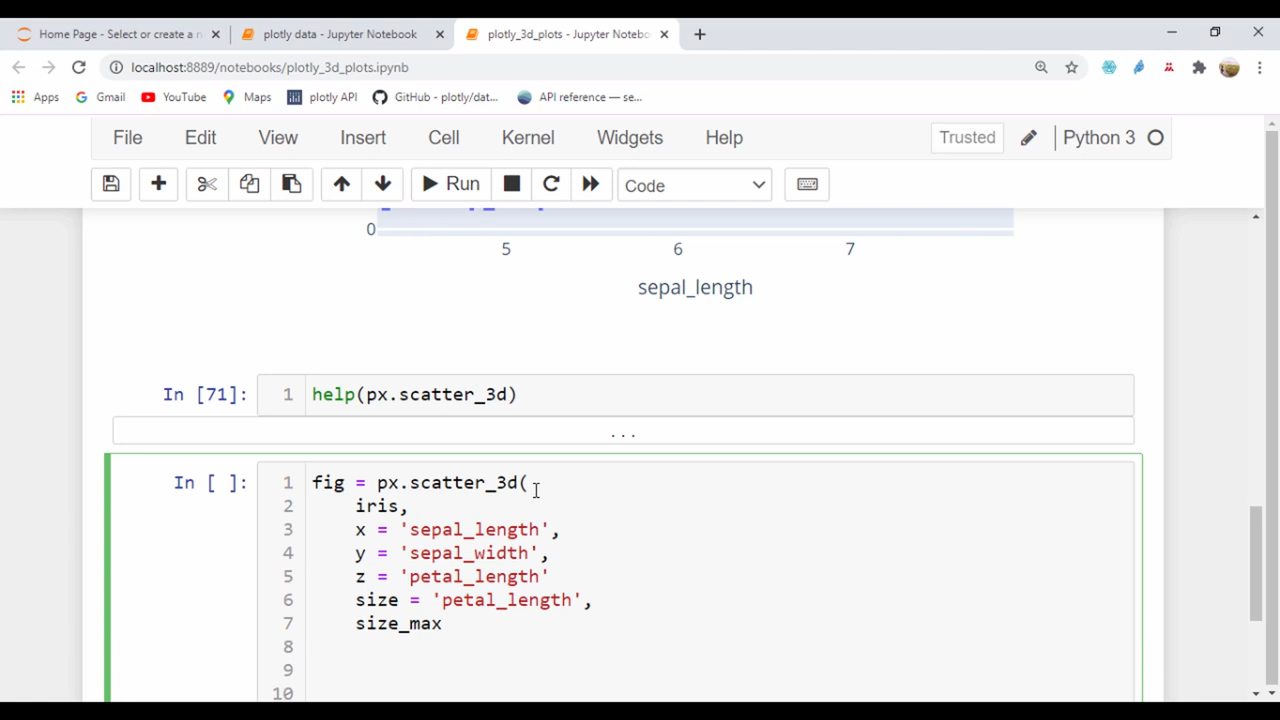 Home Page - Select or create a n
plotly data - Jupyter Notebook
plotly_3d_plots - Jupyter Notebo
localhost:8889/notebooks/plotly_3d_plots.ipynb
Apps Gmail YouTube Maps plotly API GitHub - plotly/dat... API reference — se...
File Edit View Insert Cell Kernel Widgets Help Trusted Python 3
Run Code
0
5 6 7
sepal_length
In [71]: 1 help(px.scatter_3d)
...
In [ ]: 1 fig = px.scatter_3d(
2 iris,
3 x = 'sepal_length',
4 y = 'sepal_width',
5 z = 'petal_length'
6 size = 'petal_length',
7 size_max
8
9
10